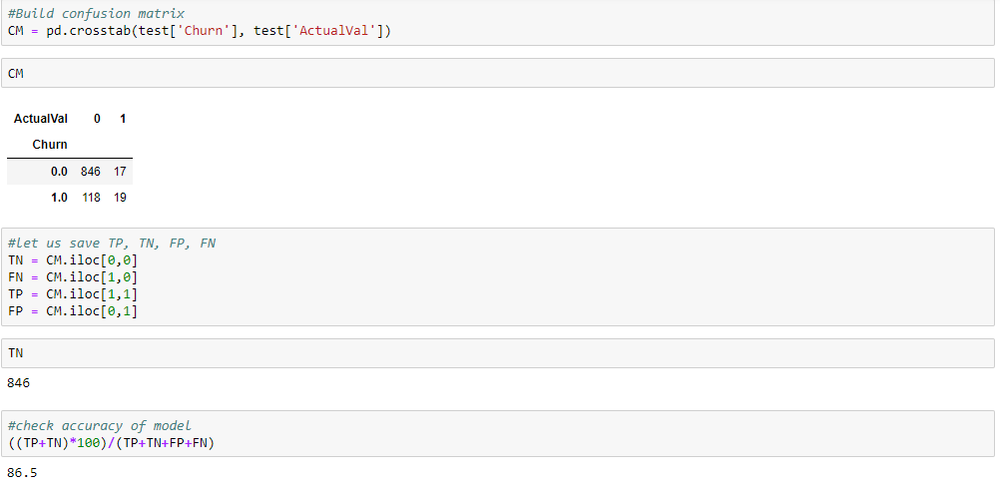 #Build confusion matrix
CM = pd.crosstab(test['Churn'], test['ActualVal'])
CM
ActualVal 0 1
Churn
0.0 846 17
1.0 118 19
#let us save TP, TN, FP, FN
TN = CM.iloc[0,0]
FN = CM.iloc[1,0]
TP = CM.iloc[1,1]
FP = CM.iloc[0,1]
TN
846
#check accuracy of model
((TP+TN)*100)/(TP+TN+FP+FN)
86.5